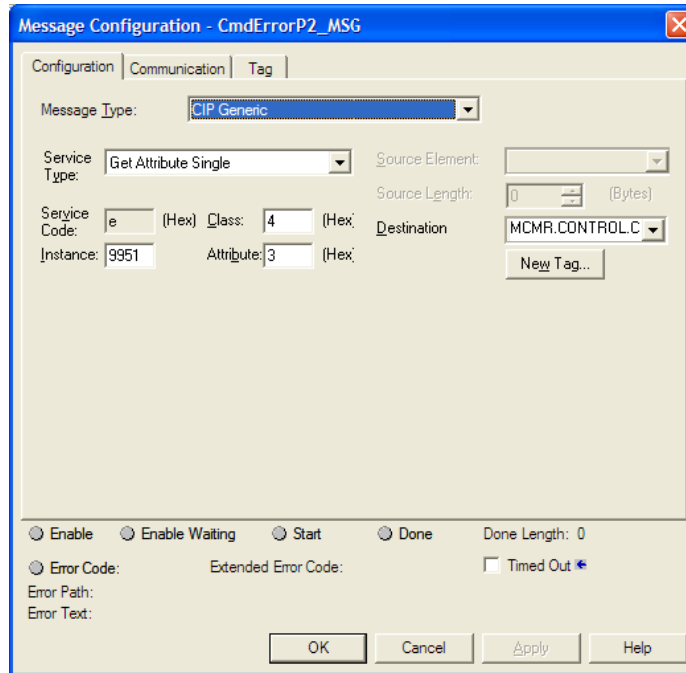 Message Configuration - CmdErrorP2_MSG
Configuration Communication Tag
Message Type: CIP Generic
Service Type: Get Attribute Single Source Element:
Source Length: 0 (Bytes)
Service Code: e (Hex) Class: 4 (Hex) Destination MCMR.CONTROL.C
Instance: 9951 Attribute: 3 (Hex)
New Tag...
Enable Enable Waiting Start Done Done Length: 0
Error Code: Extended Error Code: Timed Out
Error Path:
Error Text:
OK Cancel Apply Help